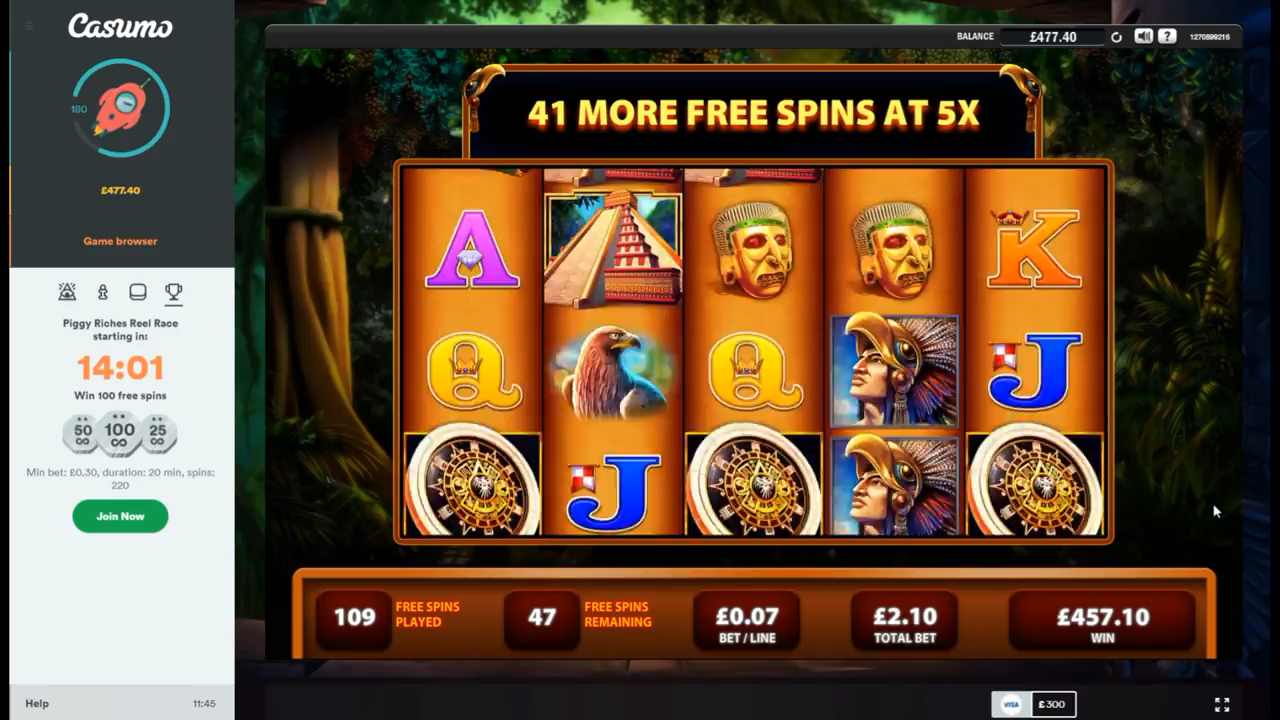 Casumo
180
£477.40
Game browser
Piggy Riches Reel Race
starting in:
14:01
Win 100 free spins
50 100 25
Min bet: £0.30, duration: 20 min, spins:
220
Join Now
Help 11:45
BALANCE £477.40 ? 1270899216
41 MORE FREE SPINS AT 5X
A K
Q Q J
J
109 FREE SPINS PLAYED
47 FREE SPINS REMAINING
£0.07
BET / LINE
£2.10
TOTAL BET
£457.10
WIN
VISA £300